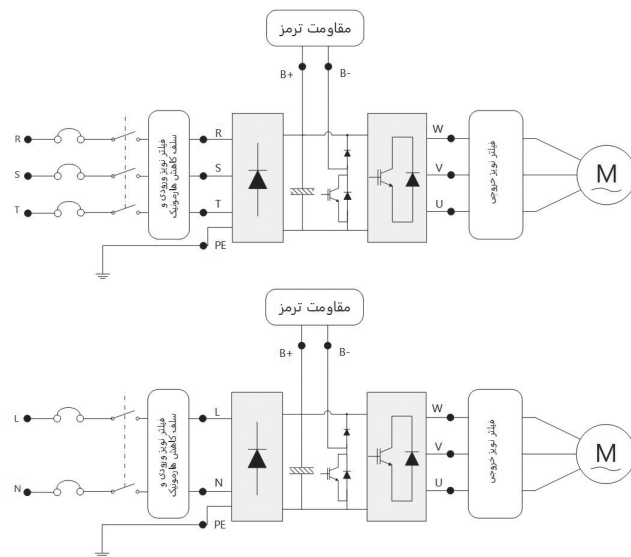 مقاومت ترمز
B+
B-
R
S
T
فیلتر نویز ورودی و
سلف کاهش هارمونیک
R
S
T
PE
W
V
U
فیلتر نویز خروجی
M
مقاومت ترمز
B+
B-
L
N
فیلتر نویز ورودی و
سلف کاهش هارمونیک
L
N
PE
W
V
U
فیلتر نویز خروجی
M